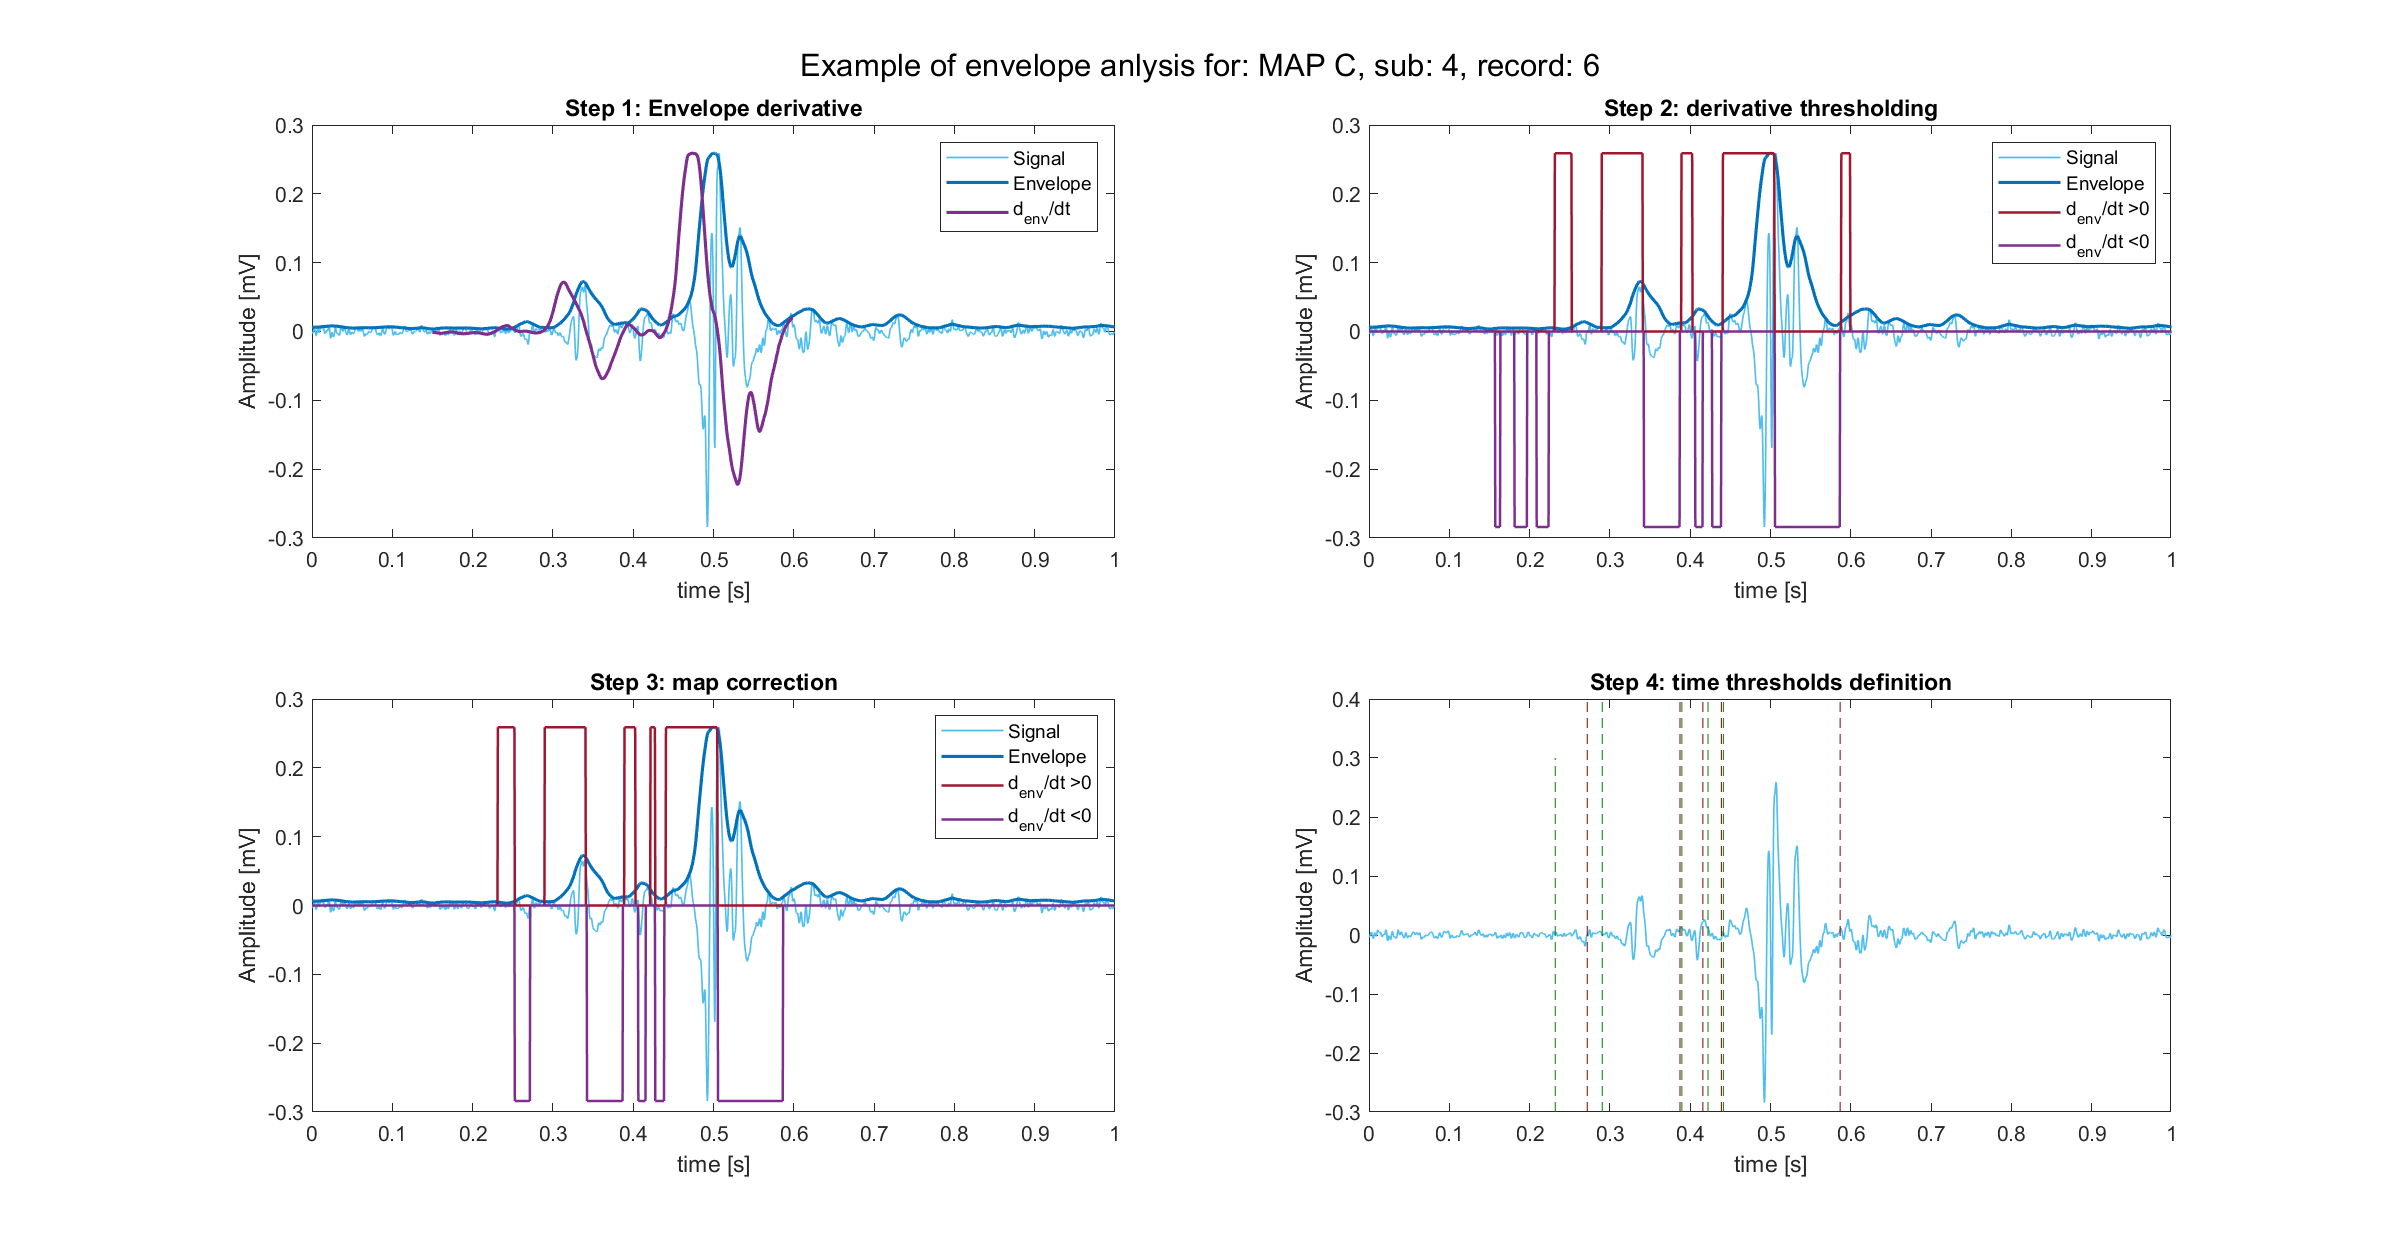 Example of envelope anlysis for: MAP C, sub: 4, record: 6
Step 1: Envelope derivative
0.3
0.2
0.1
0
-0.1
-0.2
-0.3
Amplitude [mV]
0 0.1 0.2 0.3 0.4 0.5 0.6 0.7 0.8 0.9 1
time [s]
Signal
Envelope
d_env/dt
Step 2: derivative thresholding
0.3
0.2
0.1
0
-0.1
-0.2
-0.3
Amplitude [mV]
0 0.1 0.2 0.3 0.4 0.5 0.6 0.7 0.8 0.9 1
time [s]
Signal
Envelope
d_env/dt >0
d_env/dt <0
Step 3: map correction
0.3
0.2
0.1
0
-0.1
-0.2
-0.3
Amplitude [mV]
0 0.1 0.2 0.3 0.4 0.5 0.6 0.7 0.8 0.9 1
time [s]
Signal
Envelope
d_env/dt >0
d_env/dt <0
Step 4: time thresholds definition
0.4
0.3
0.2
0.1
0
-0.1
-0.2
-0.3
Amplitude [mV]
0 0.1 0.2 0.3 0.4 0.5 0.6 0.7 0.8 0.9 1
time [s]